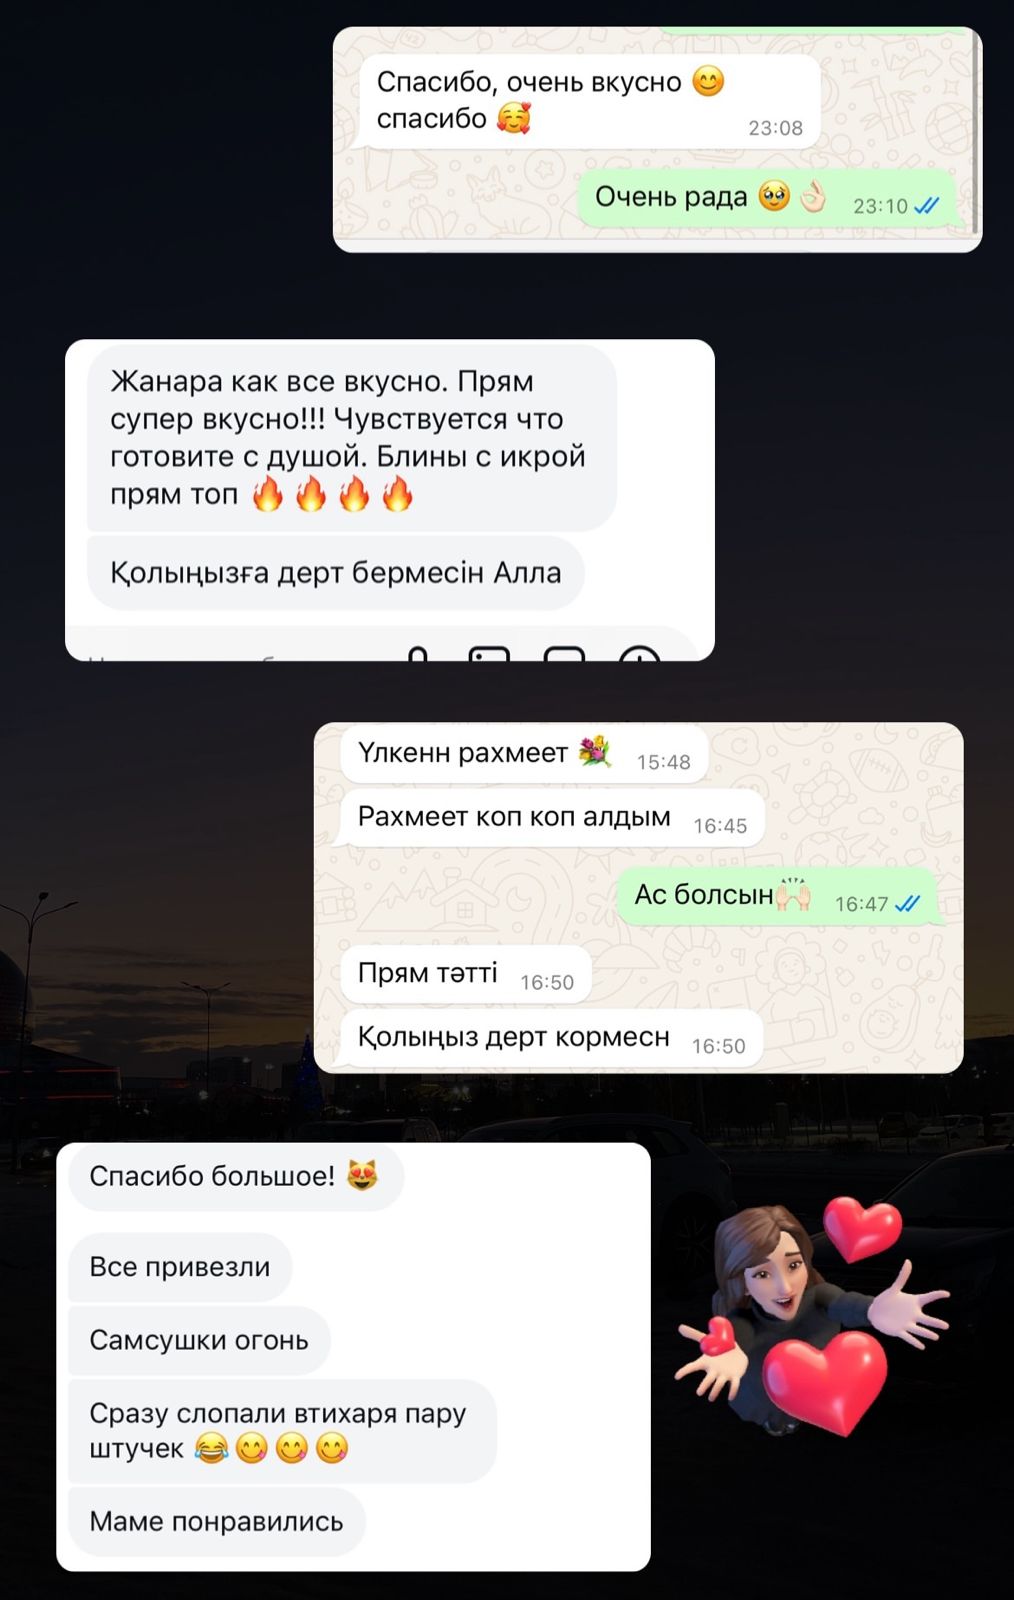 Спасибо, очень вкусно 😊
спасибо 🥰
23:08
Очень рада 🥹👌🏻
23:10
Жанара как все вкусно. Прям
супер вкусно!!! Чувствуется что
готовите с душой. Блины с икрой
прям топ 🔥🔥🔥🔥
Қолыңызға дерт бермесін Алла
Үлкенн рахмеет 💐
15:48
Рахмеет коп коп алдым
16:45
Ас болсын🙌🏻
16:47
Прям тәтті
16:50
Қолыңыз дерт кормесн
16:50
Спасибо большое! 😻
Все привезли
Самсушки огонь
Сразу слопали втихаря пару
штучек 😂😋😋😋
Маме понравились